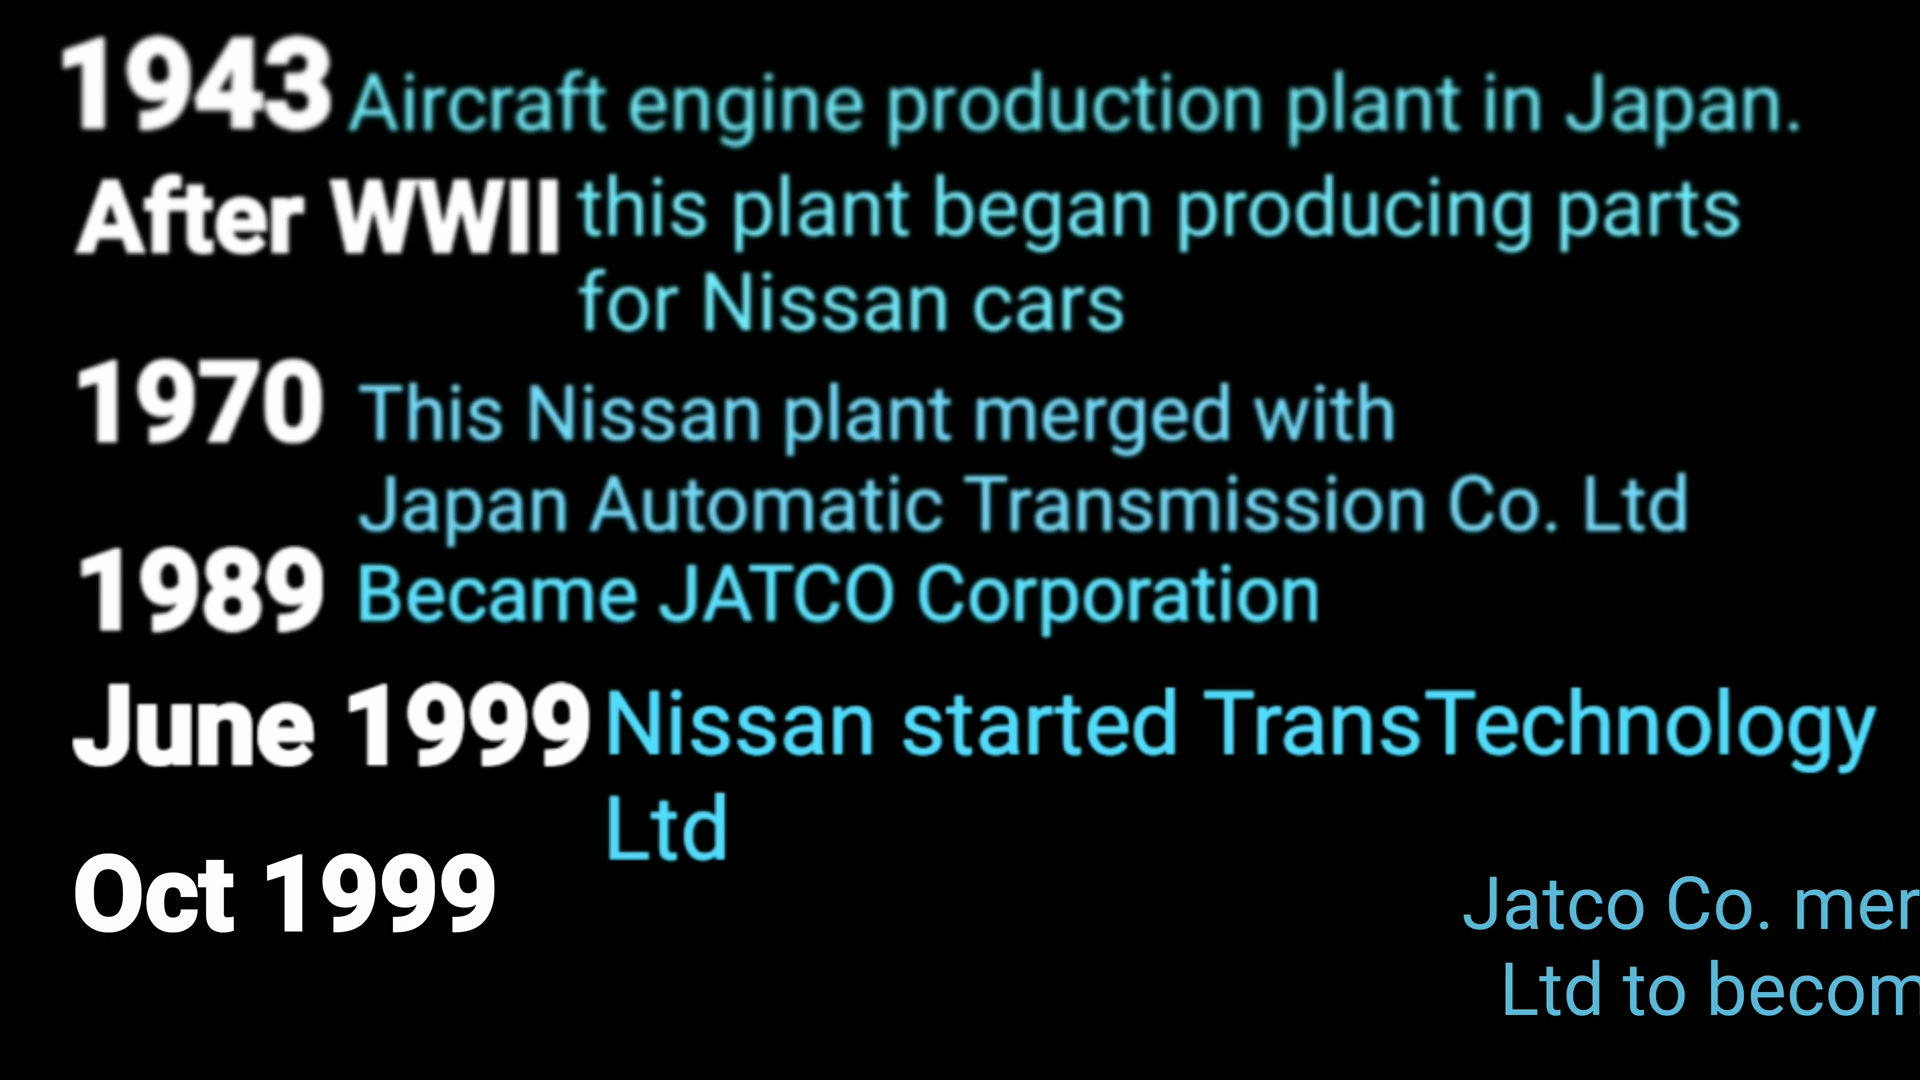 1943 Aircraft engine production plant in Japan.
After WWII this plant began producing parts
for Nissan cars
1970 This Nissan plant merged with
Japan Automatic Transmission Co. Ltd
1989 Became JATCO Corporation
June 1999 Nissan started TransTechnology
Ltd
Oct 1999 Jatco Co.
Ltd to